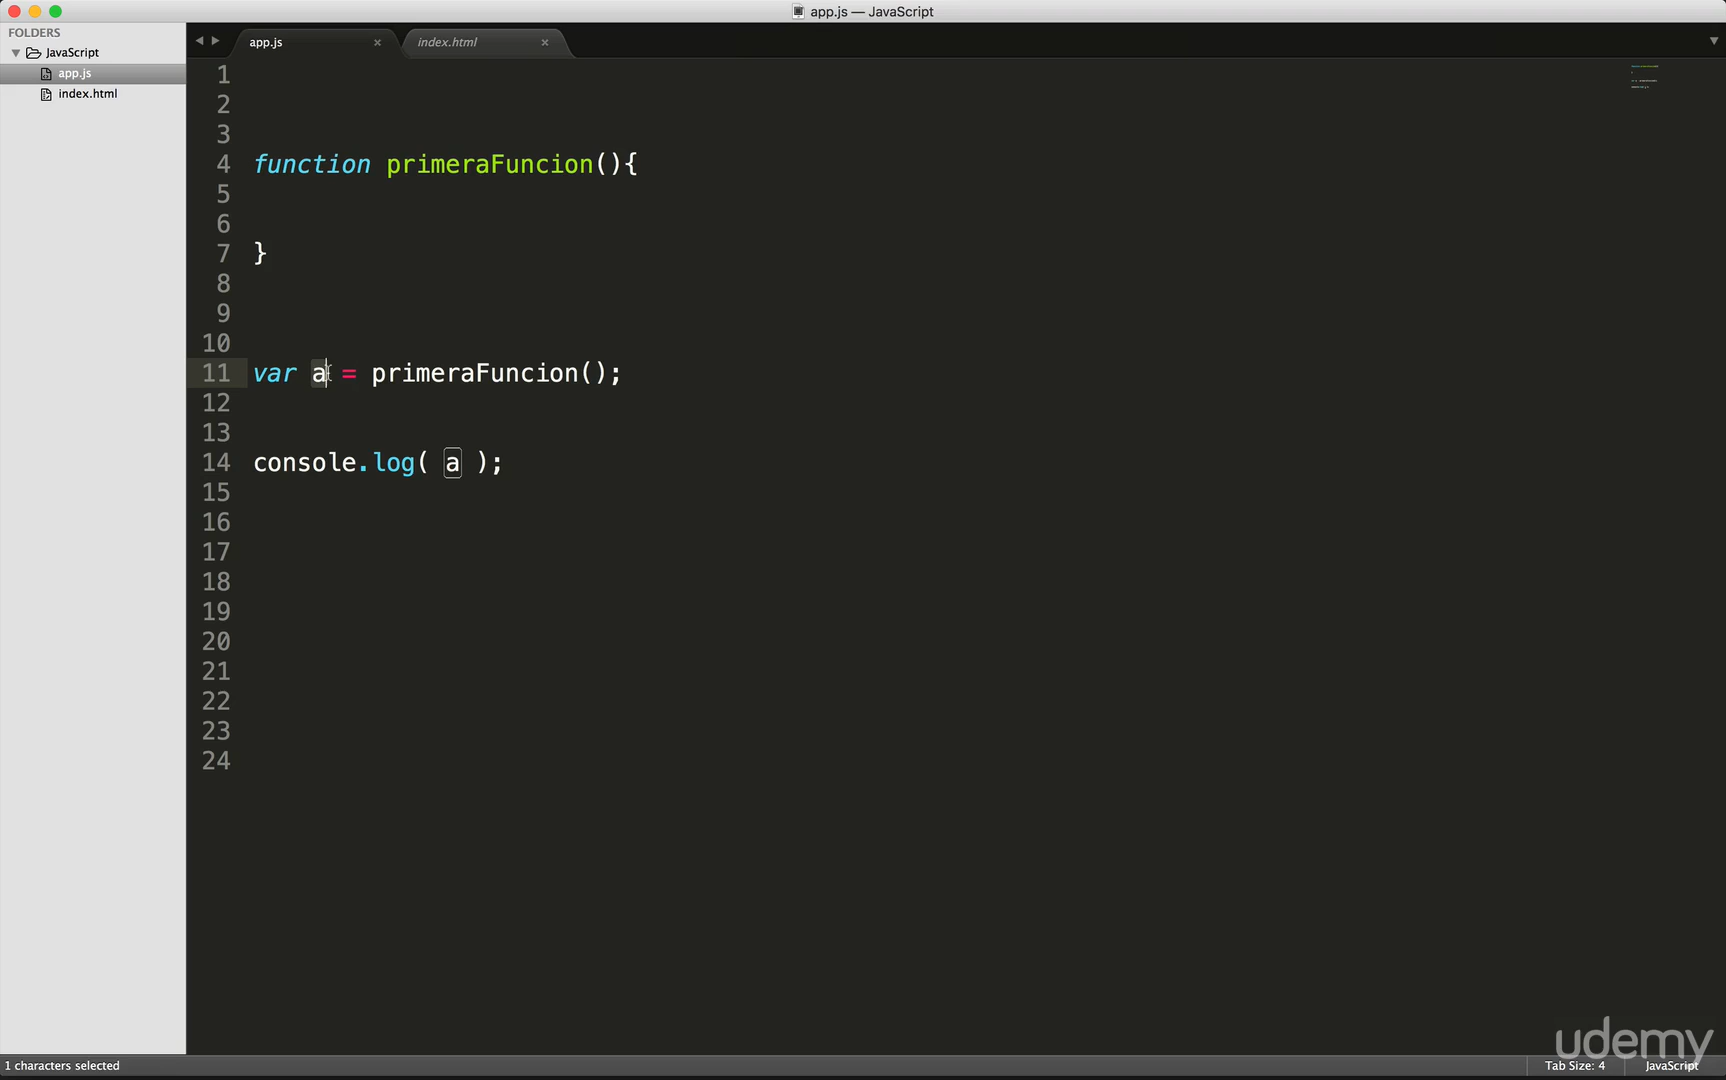 app.js — JavaScript
FOLDERS
JavaScript
app.js
index.html
app.js
index.html
1
2
3
4 function primeraFuncion(){
5
6
7 }
8
9
10
11 var a = primeraFuncion();
12
13
14 console.log( a );
15
16
17
18
19
20
21
22
23
24
udemy
1 characters selected
Tab Size: 4
JavaScript